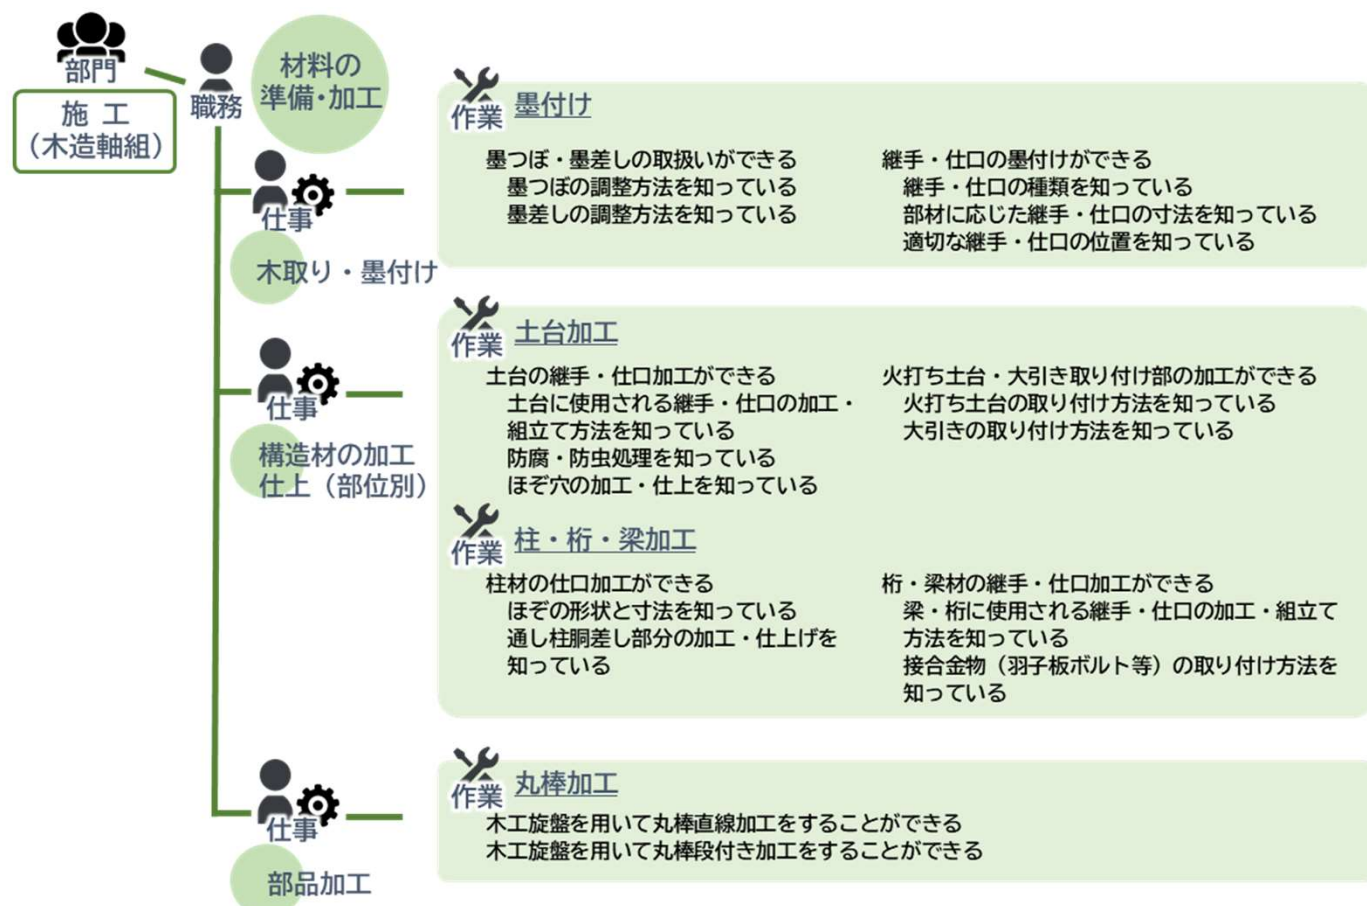 部門
施 工
（木造軸組）
職務
材料の
準備・加工
仕事
木取り・墨付け
作業
墨付け
墨つぼ・墨差しの取扱いができる
墨つぼの調整方法を知っている
墨差しの調整方法を知っている
継手・仕口の墨付けができる
継手・仕口の種類を知っている
部材に応じた継手・仕口の寸法を知っている
適切な継手・仕口の位置を知っている
仕事
構造材の加工
仕上（部位別）
作業
土台加工
土台の継手・仕口加工ができる
土台に使用される継手・仕口の加工・
組立て方法を知っている
防腐・防虫処理を知っている
ほぞ穴の加工・仕上を知っている
火打ち土台・大引き取り付け部の加工ができる
火打ち土台の取り付け方法を知っている
大引きの取り付け方法を知っている
作業
柱・桁・梁加工
柱材の仕口加工ができる
ほぞの形状と寸法を知っている
通し柱胴差し部分の加工・仕上げを
知っている
桁・梁材の継手・仕口加工ができる
梁・桁に使用される継手・仕口の加工・組立て
方法を知っている
接合金物（羽子板ボルト等）の取り付け方法を
知っている
仕事
部品加工
作業
丸棒加工
木工旋盤を用いて丸棒直線加工をすることができる
木工旋盤を用いて丸棒段付き加工をすることができる